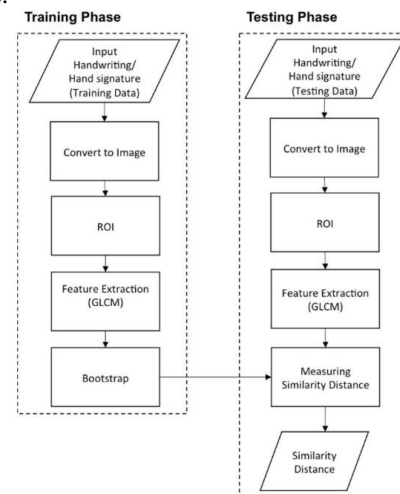 Training Phase
Input
Handwriting/
Hand signature
(Training Data)
Convert to Image
ROI
Feature Extraction
(GLCM)
Bootstrap
Testing Phase
Input
Handwriting/
Hand signature
(Testing Data)
Convert to Image
ROI
Feature Extraction
(GLCM)
Measuring
Similarity Distance
Similarity
Distance